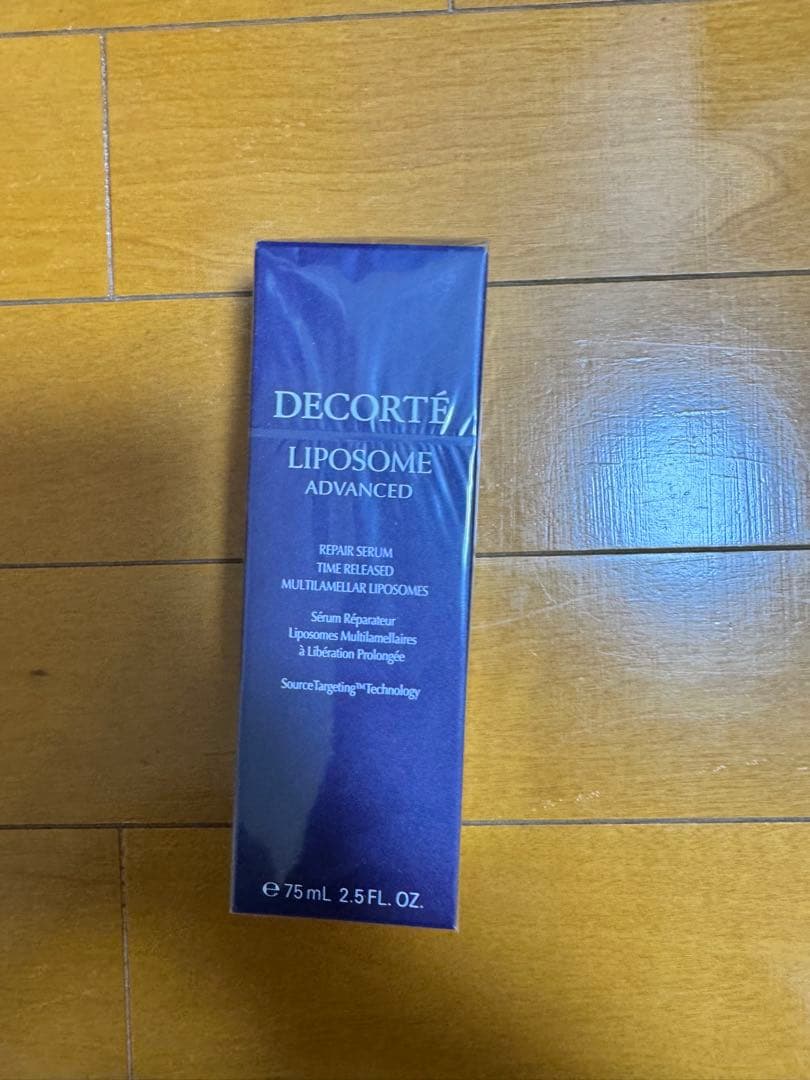 DECORTÉ
LIPOSOME
ADVANCED
REPAIR SERUM
TIME RELEASED
MULTILAMELLAR LIPOSOMES
Sérum Réparateur
Liposomes Multilamellaires
à Libération Prolongée
SourceTargeting™Technology
℮ 75 mL 2.5 FL. OZ.